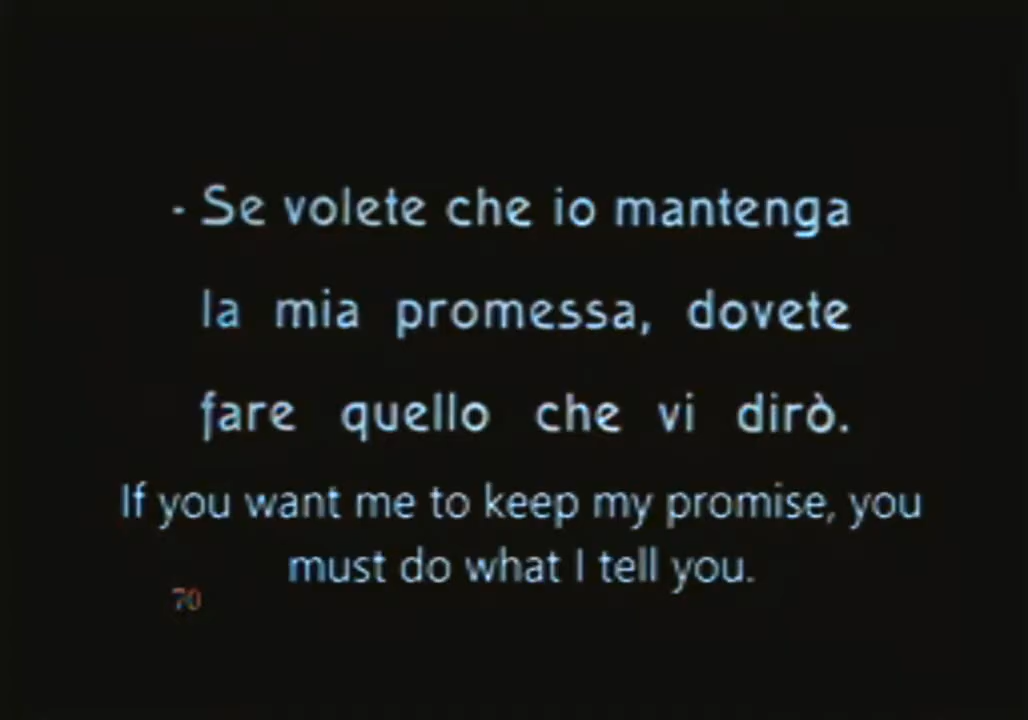 - Se volete che io mantenga
la mia promessa, dovete
fare quello che vi dirò.
If you want me to keep my promise, you
must do what I tell you.
70